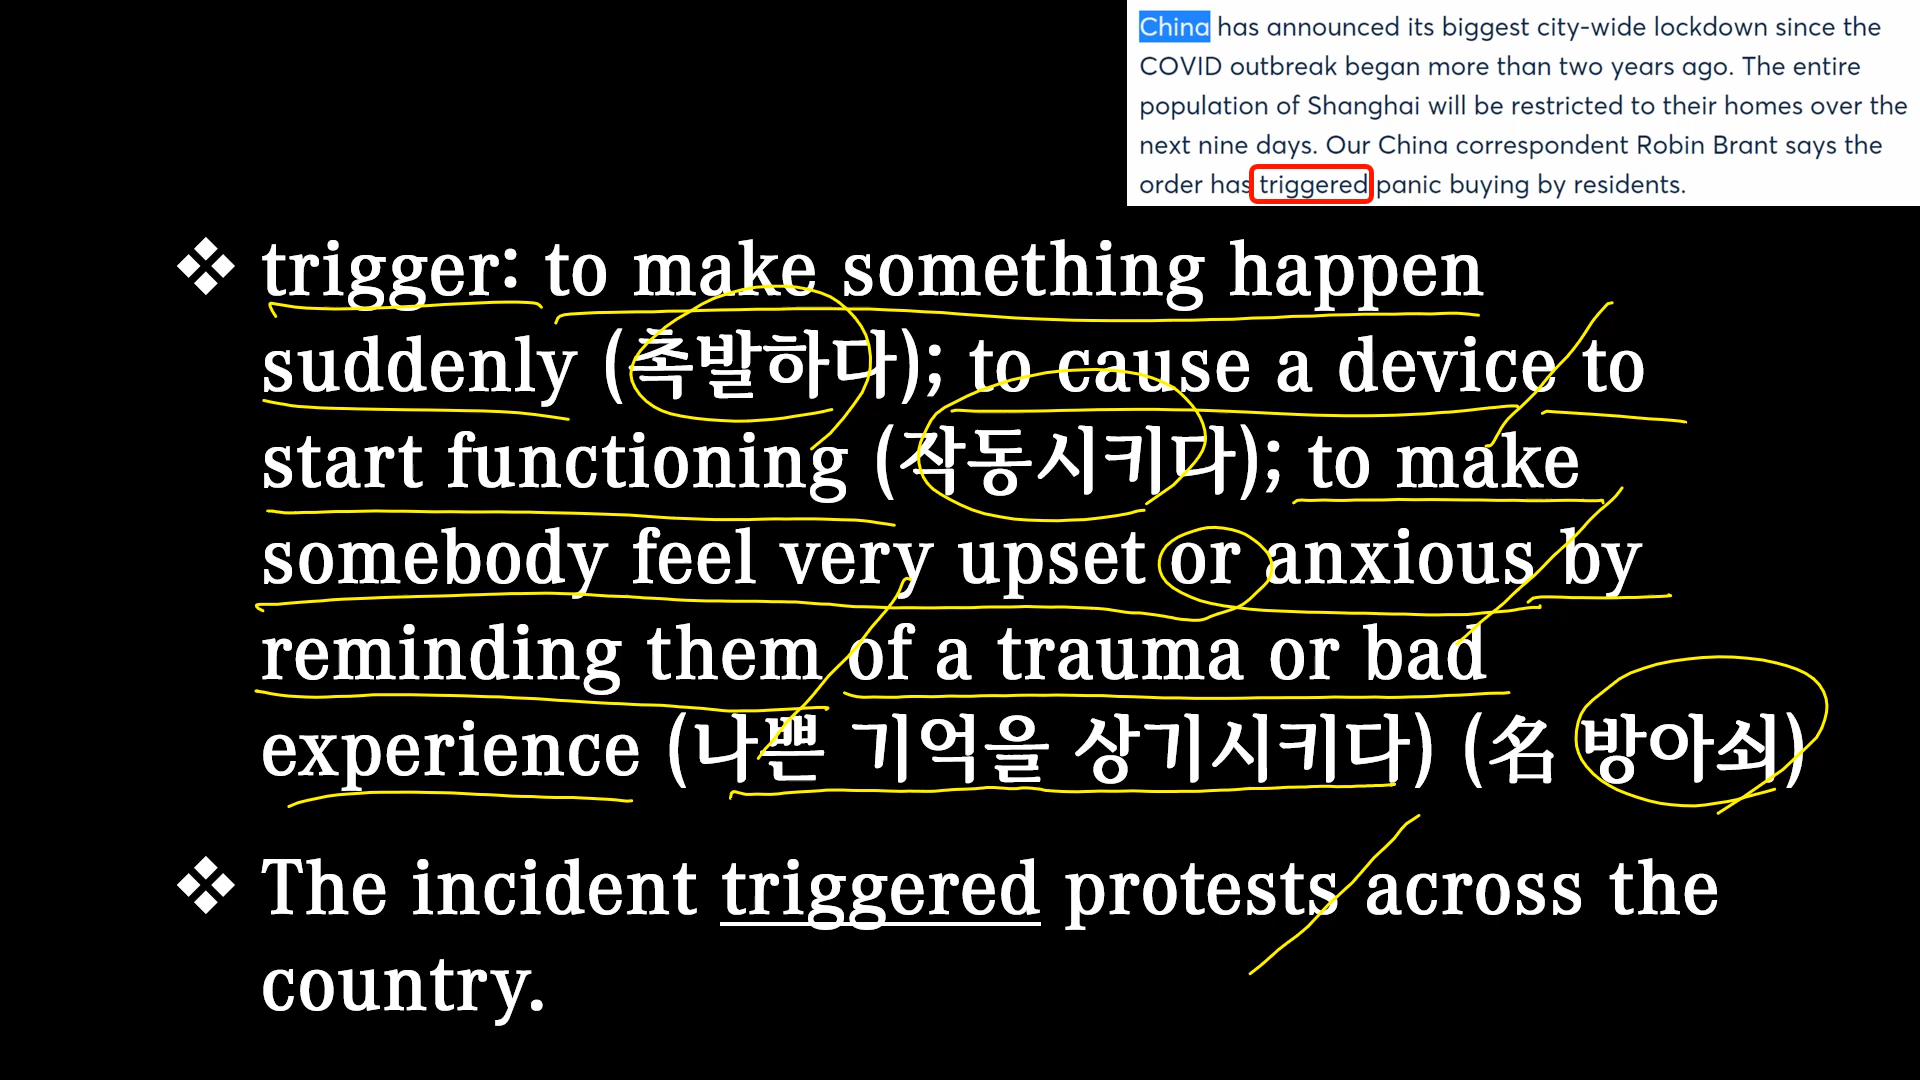 China has announced its biggest city-wide lockdown since the
COVID outbreak began more than two years ago. The entire
population of Shanghai will be restricted to their homes over the
next nine days. Our China correspondent Robin Brant says the
order has triggered panic buying by residents.
❖ trigger: to make something happen
suddenly (촉발하다); to cause a device to
start functioning (작동시키다); to make
somebody feel very upset or anxious by
reminding them of a trauma or bad
experience (나쁜 기억을 상기시키다) (名 방아쇠)
❖ The incident triggered protests across the
country.